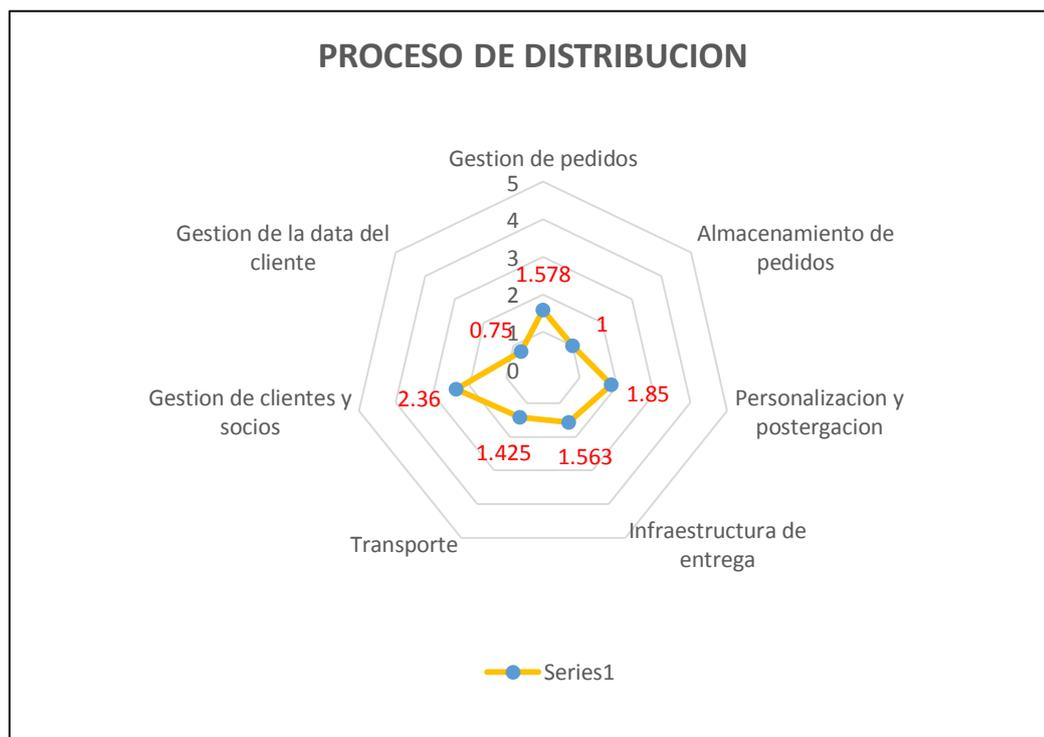 PROCESO DE DISTRIBUCION
Gestion de pedidos
5
4
3
2
1
0
1.578
Almacenamiento de
pedidos
1
Personalizacion y
postergacion
1.85
Infraestructura de
entrega
1.563
Transporte
1.425
Gestion de clientes y
socios
2.36
Gestion de la data del
cliente
0.75
Series1